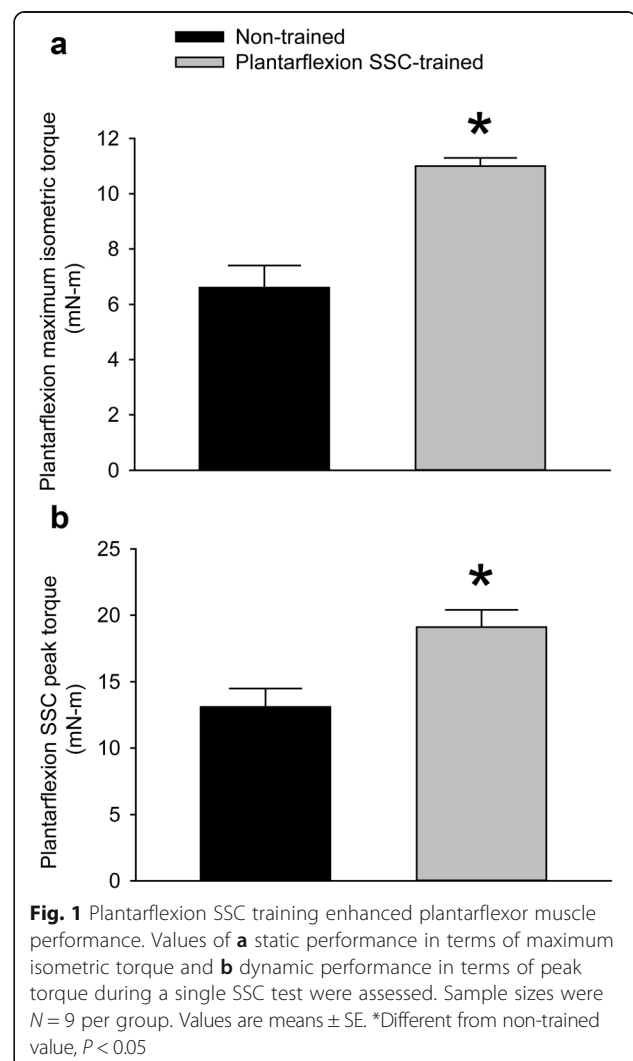 a
Non-trained
Plantarflexion SSC-trained
Plantarflexion maximum isometric torque
(mN-m)
*
12
10
8
6
4
2
0
b
Plantarflexion SSC peak torque
(mN-m)
*
25
20
15
10
5
0
Fig. 1 Plantarflexion SSC training enhanced plantarflexor muscle
performance. Values of a static performance in terms of maximum
isometric torque and b dynamic performance in terms of peak
torque during a single SSC test were assessed. Sample sizes were
N = 9 per group. Values are means ± SE. *Different from non-trained
value, P < 0.05